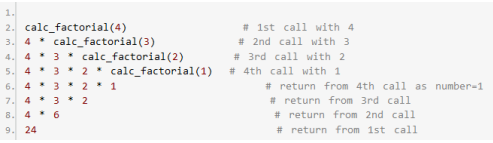 1.
2. calc_factorial(4) # 1st call with 4
3. 4 * calc_factorial(3) # 2nd call with 3
4. 4 * 3 * calc_factorial(2) # 3rd call with 2
5. 4 * 3 * 2 * calc_factorial(1) # 4th call with 1
6. 4 * 3 * 2 * 1 # return from 4th call as number=1
7. 4 * 3 * 2 # return from 3rd call
8. 4 * 6 # return from 2nd call
9. 24 # return from 1st call